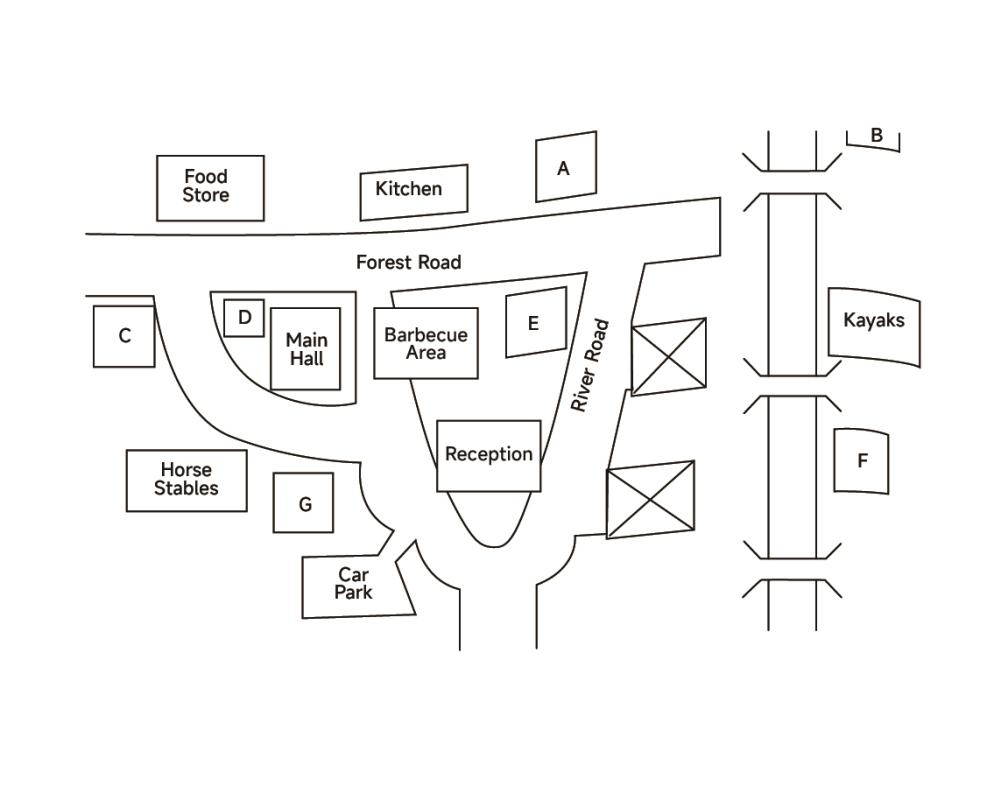 B
A
Food
Store
Kitchen
Forest Road
D
C
Main
Hall
Barbecue
Area
E
River Road
Kayaks
Reception
F
Horse
Stables
G
Car
Park